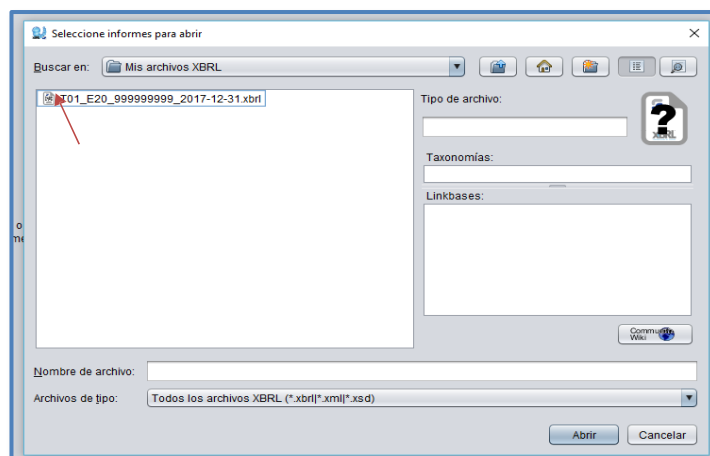 Seleccione informes para abrir
Buscar en: Mis archivos XBRL
T01_E20_999999999_2017-12-31.xbrl
Tipo de archivo:
XBRL
Taxonomías:
Linkbases:
Community
Wiki
Nombre de archivo:
Archivos de tipo: Todos los archivos XBRL (*.xbrl|*.xml|*.xsd)
Abrir Cancelar